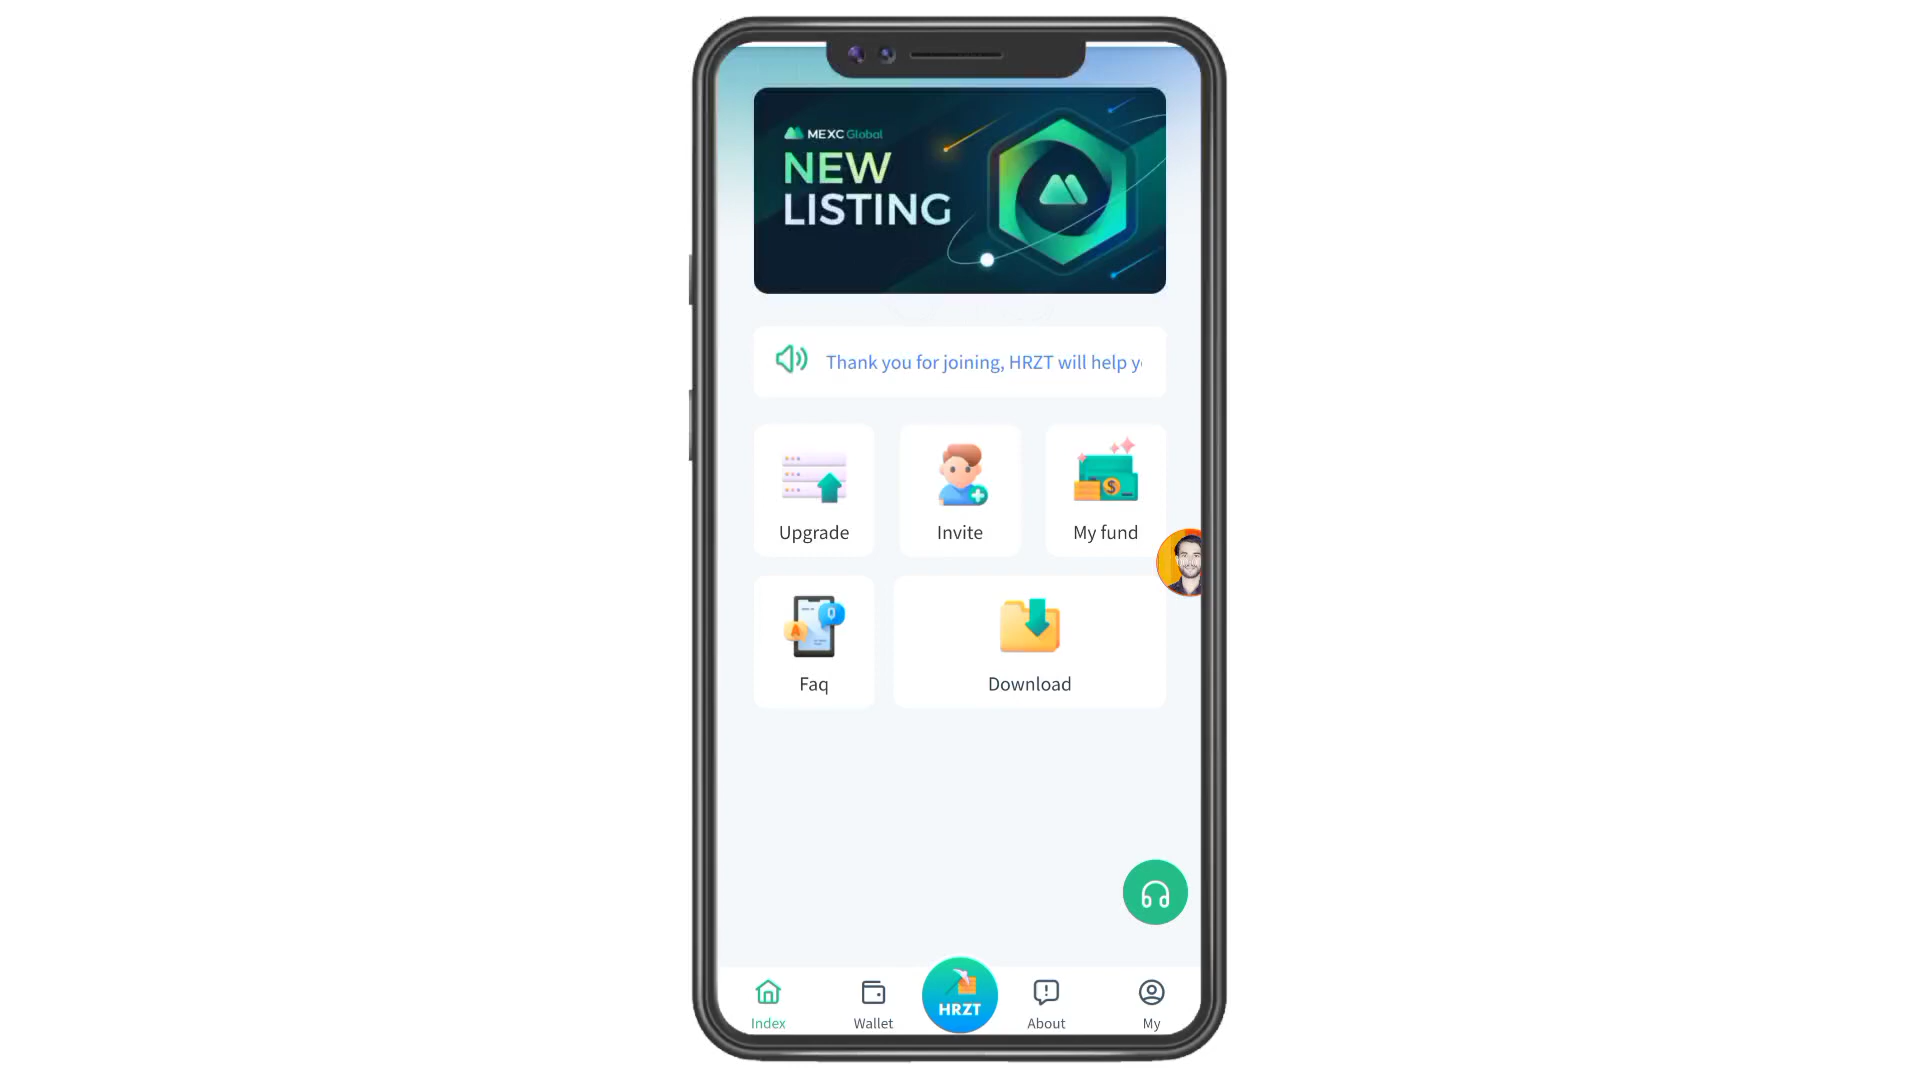 MEXC Global
NEW
LISTING
Thank you for joining, HRZT will help y
Upgrade
Invite
$
My fund
Q
A
Faq
Download
HRZT
Index
Wallet
About
My